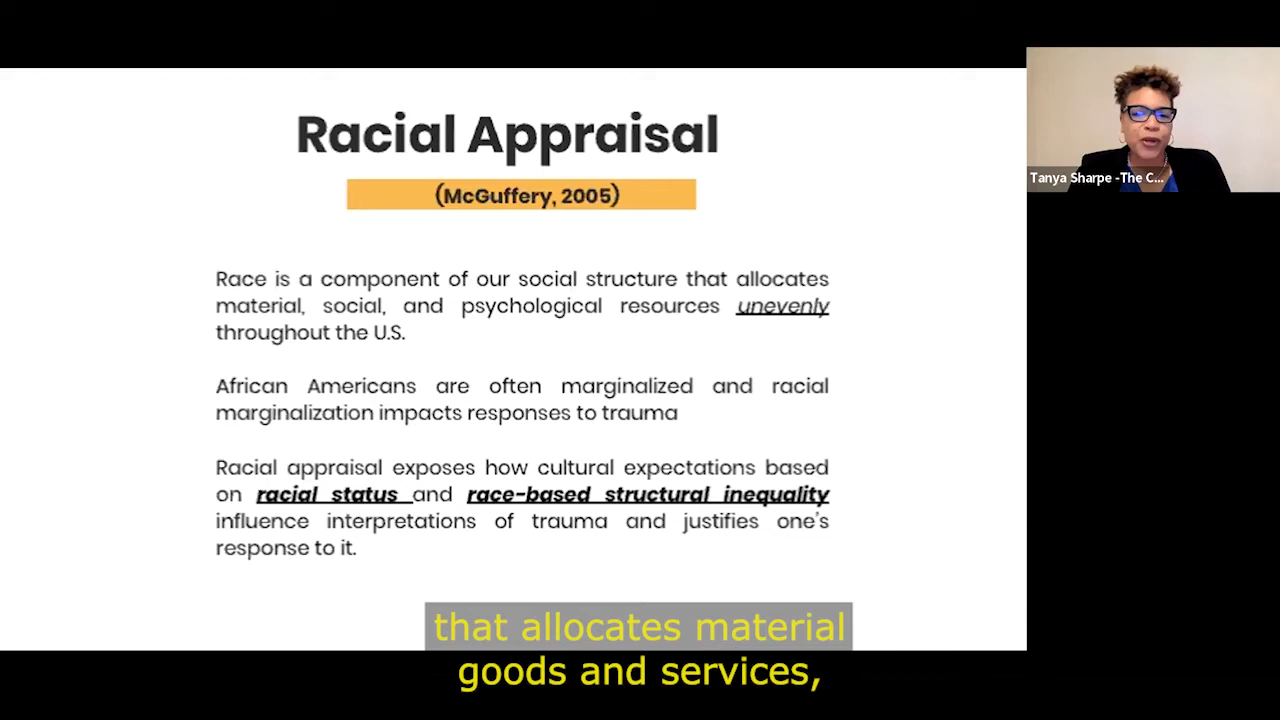 Racial Appraisal
(McGuffery, 2005)
Race is a component of our social structure that allocates
material, social, and psychological resources unevenly
throughout the U.S.
African Americans are often marginalized and racial
marginalization impacts responses to trauma
Racial appraisal exposes how cultural expectations based
on racial status and race-based structural inequality
influence interpretations of trauma and justifies one's
response to it.
Tanya Sharpe -The C...
that allocates material
goods and services,